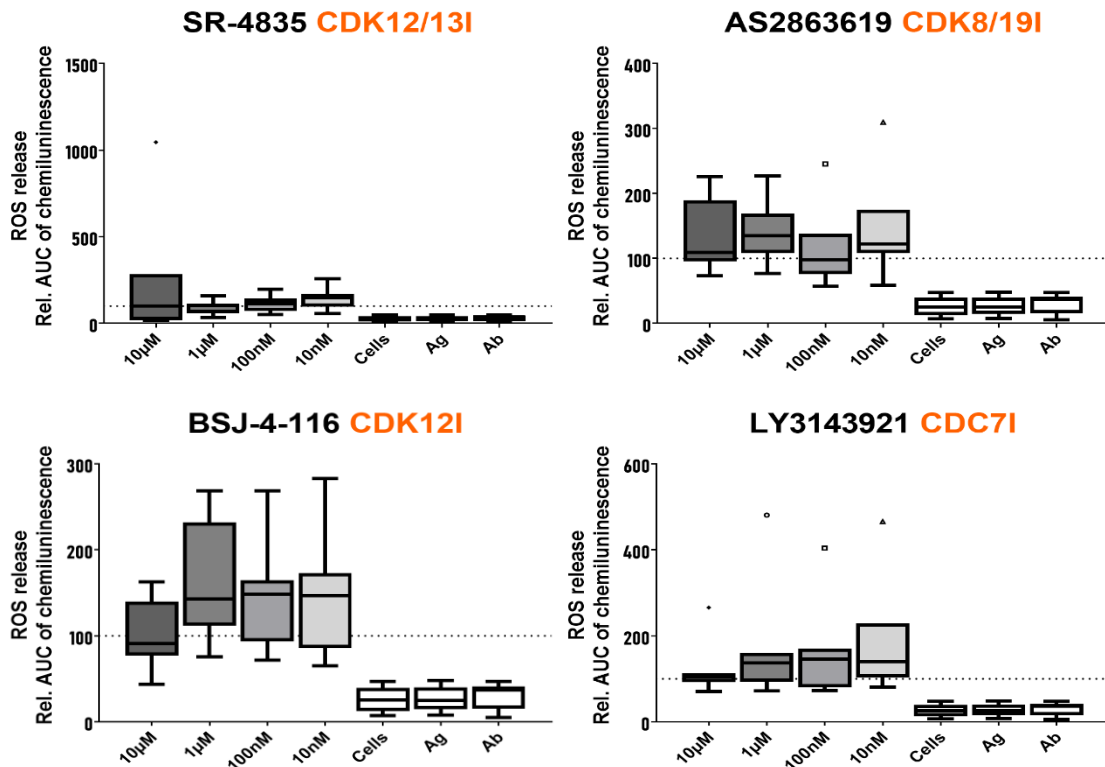 SR-4835 CDK12/13I
ROS release
Rel. AUC of chemiluninescence
1500
1000
500
0
10µM
1µM
100nM
10nM
Cells
Ag
Ab
AS2863619 CDK8/19I
ROS release
Rel. AUC of chemiluninescence
400
300
200
100
0
10µM
1µM
100nM
10nM
Cells
Ag
Ab
BSJ-4-116 CDK12I
ROS release
Rel. AUC of chemiluninescence
300
200
100
0
10µM
1µM
100nM
10nM
Cells
Ag
Ab
LY3143921 CDC7I
ROS release
Rel. AUC of chemiluninescence
600
400
200
0
10µM
1µM
100nM
10nM
Cells
Ag
Ab